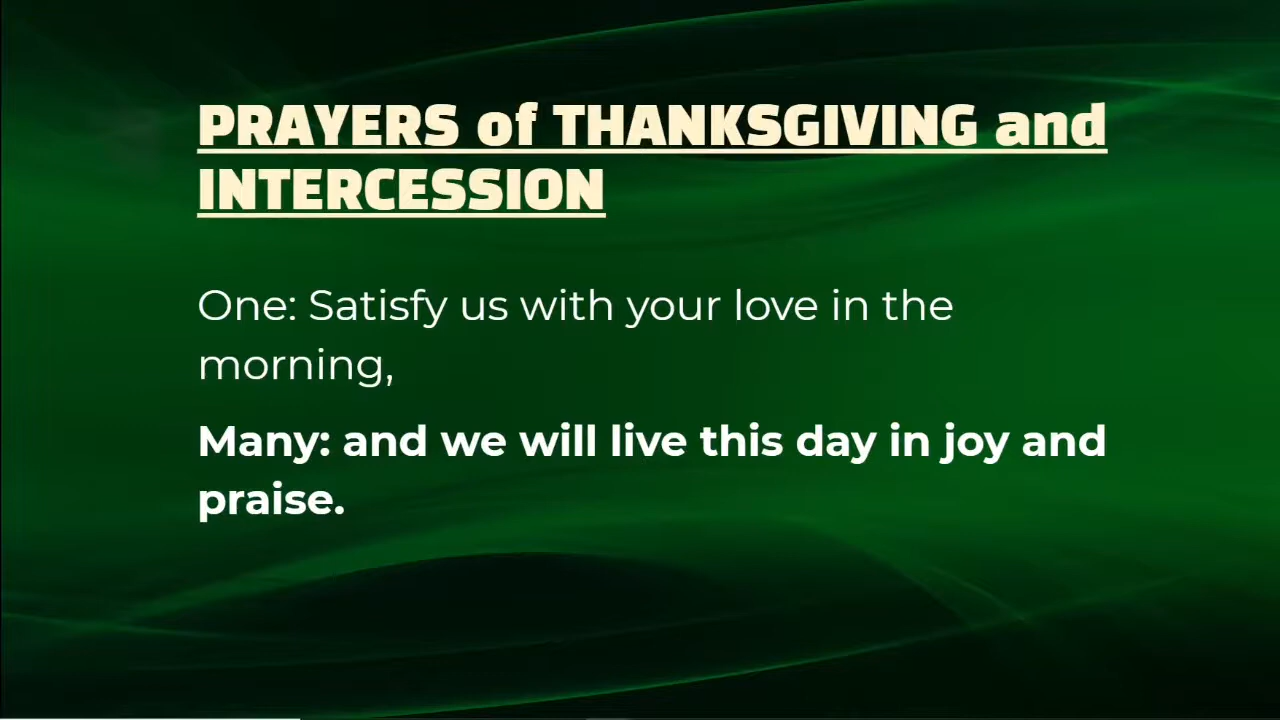 PRAYERS of THANKSGIVING and
INTERCESSION
One: Satisfy us with your love in the
morning,
Many: and we will live this day in joy and
praise.